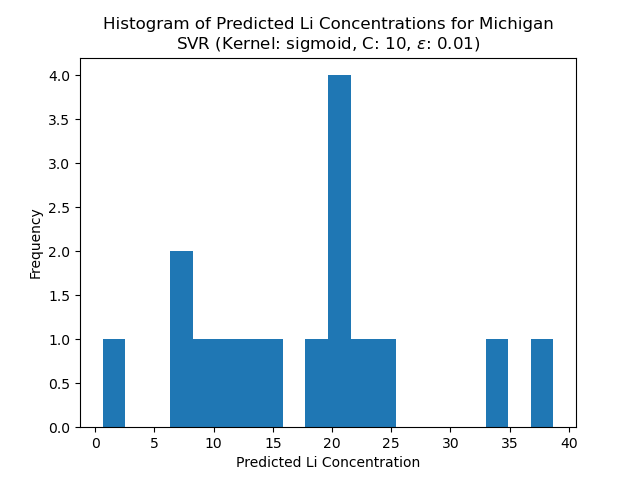 Histogram of Predicted Li Concentrations for Michigan
SVR (Kernel: sigmoid, C: 10, ε: 0.01)
4.0
3.5
3.0
2.5
2.0
1.5
1.0
0.5
0.0
Frequency
0 5 10 15 20 25 30 35 40
Predicted Li Concentration